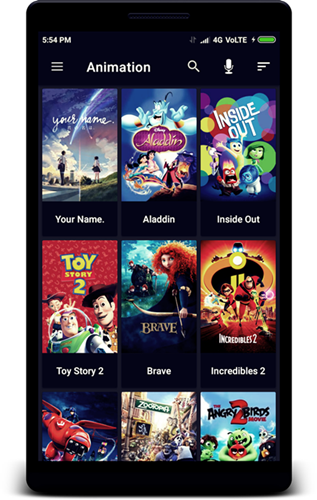 5:54 PM 4G VoLTE
Animation
your name.
Aladdin
INSIDE OUT
Your Name.
Aladdin
Inside Out
TOY STORY 2
BRAVE
INCREDIBLES 2
Toy Story 2
Brave
Incredibles 2
ZOOTOPIA
THE ANGRY BIRDS MOVIE 2